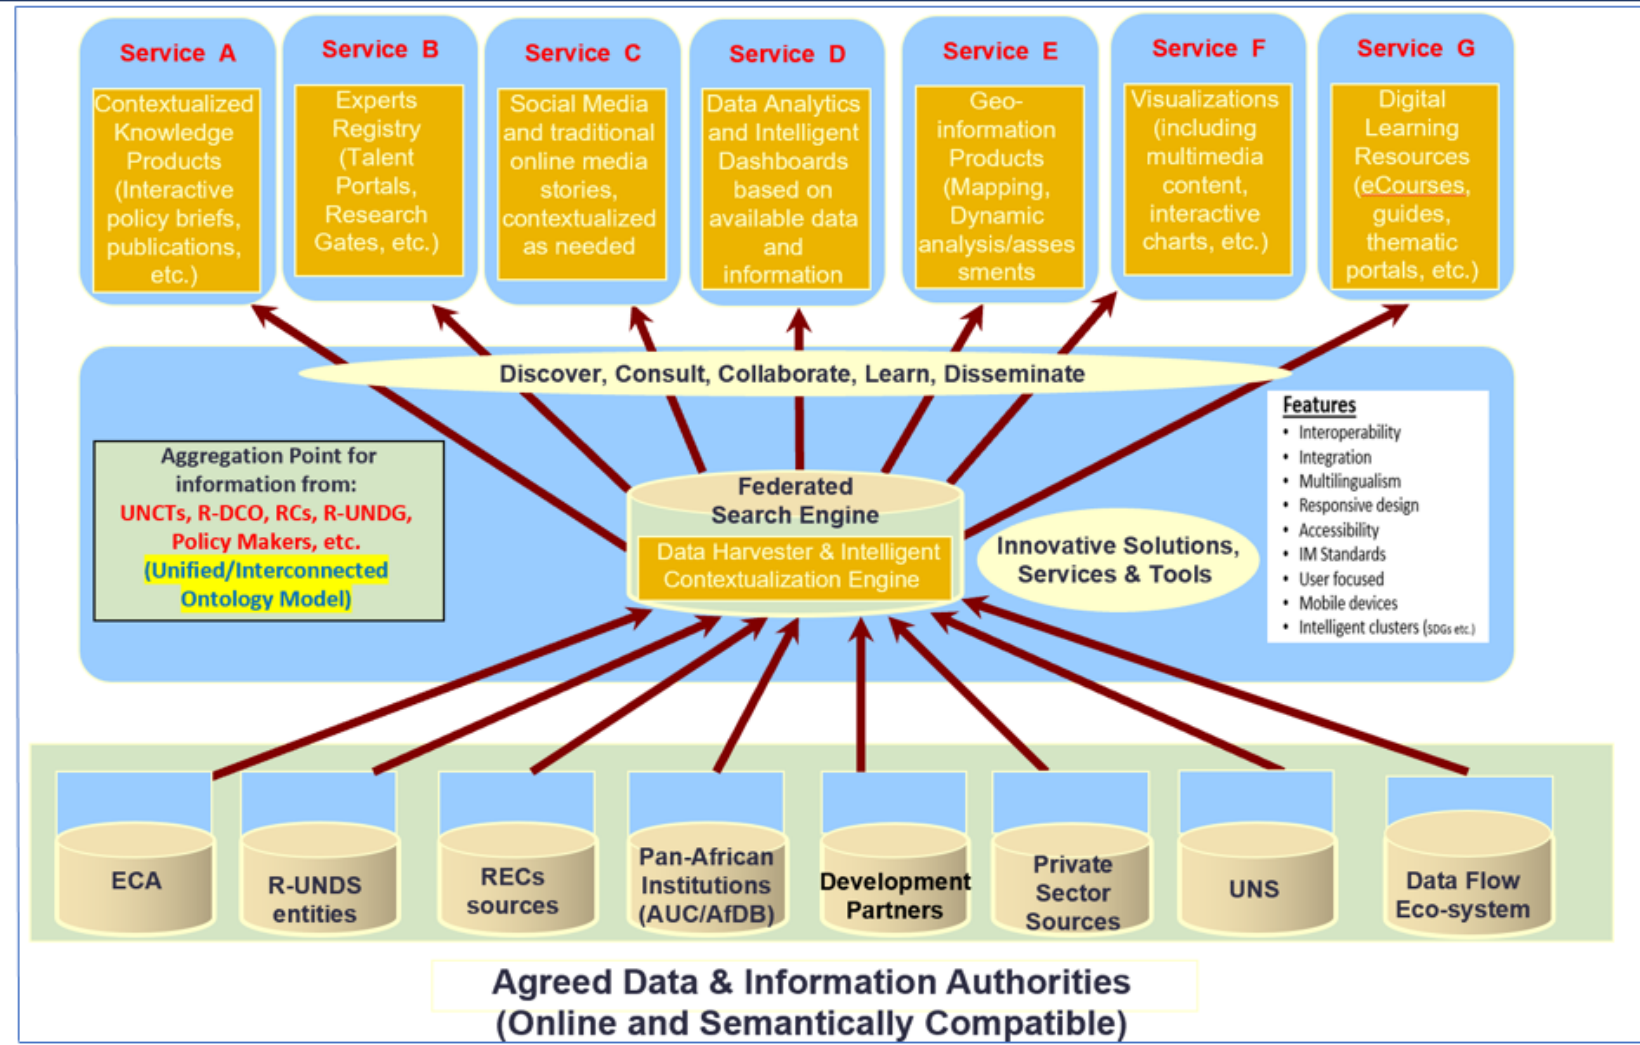 Service A
Contextualized
Knowledge
Products
(Interactive
policy briefs,
publications,
etc.)
Service B
Experts
Registry
(Talent
Portals,
Research
Gates, etc.)
Service C
Social Media
and traditional
online media
stories,
contextualized
as needed
Service D
Data Analytics
and Intelligent
Dashboards
based on
available data
and
information
Service E
Geo-
information
Products
(Mapping,
Dynamic
analysis/asses
sments
Service F
Visualizations
(including
multimedia
content,
interactive
charts, etc.)
Service G
Digital
Learning
Resources
(eCourses,
guides,
thematic
portals, etc.)
Discover, Consult, Collaborate, Learn, Disseminate
Aggregation Point for
information from:
UNCTs, R-DCO, RCs, R-UNDG,
Policy Makers, etc.
(Unified/Interconnected
Ontology Model)
Federated
Search Engine
Data Harvester & Intelligent
Contextualization Engine
Innovative Solutions,
Services & Tools
Features
• Interoperability
• Integration
• Multilingualism
• Responsive design
• Accessibility
• IM Standards
• User focused
• Mobile devices
• Intelligent clusters (SDGs etc.)
ECA
R-UNDS
entities
RECs
sources
Pan-African
Institutions
(AUC/AfDB)
Development
Partners
Private
Sector
Sources
UNS
Data Flow
Eco-system
Agreed Data & Information Authorities
(Online and Semantically Compatible)